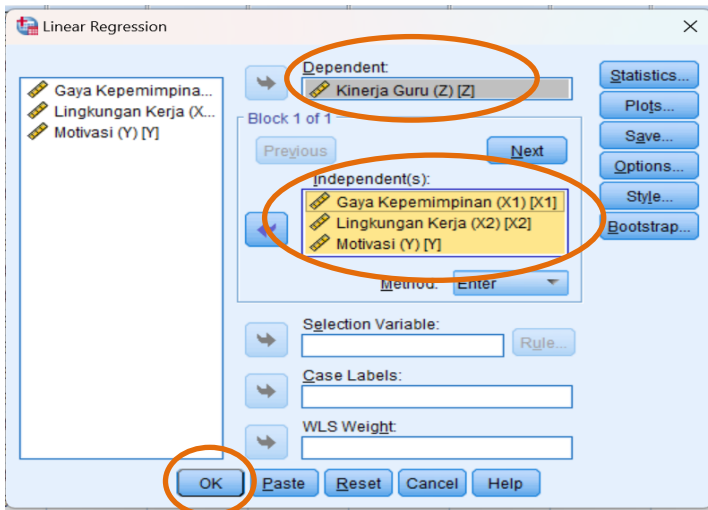 Linear Regression
Gaya Kepemimpina...
Lingkungan Kerja (X...
Motivasi (Y) [Y]
Dependent:
Kinerja Guru (Z) [Z]
Block 1 of 1
Previous
Next
Independent(s):
Gaya Kepemimpinan (X1) [X1]
Lingkungan Kerja (X2) [X2]
Motivasi (Y) [Y]
Method: Enter
Selection Variable:
Rule...
Case Labels:
WLS Weight:
Statistics...
Plots...
Save...
Options...
Style...
Bootstrap...
OK Paste Reset Cancel Help